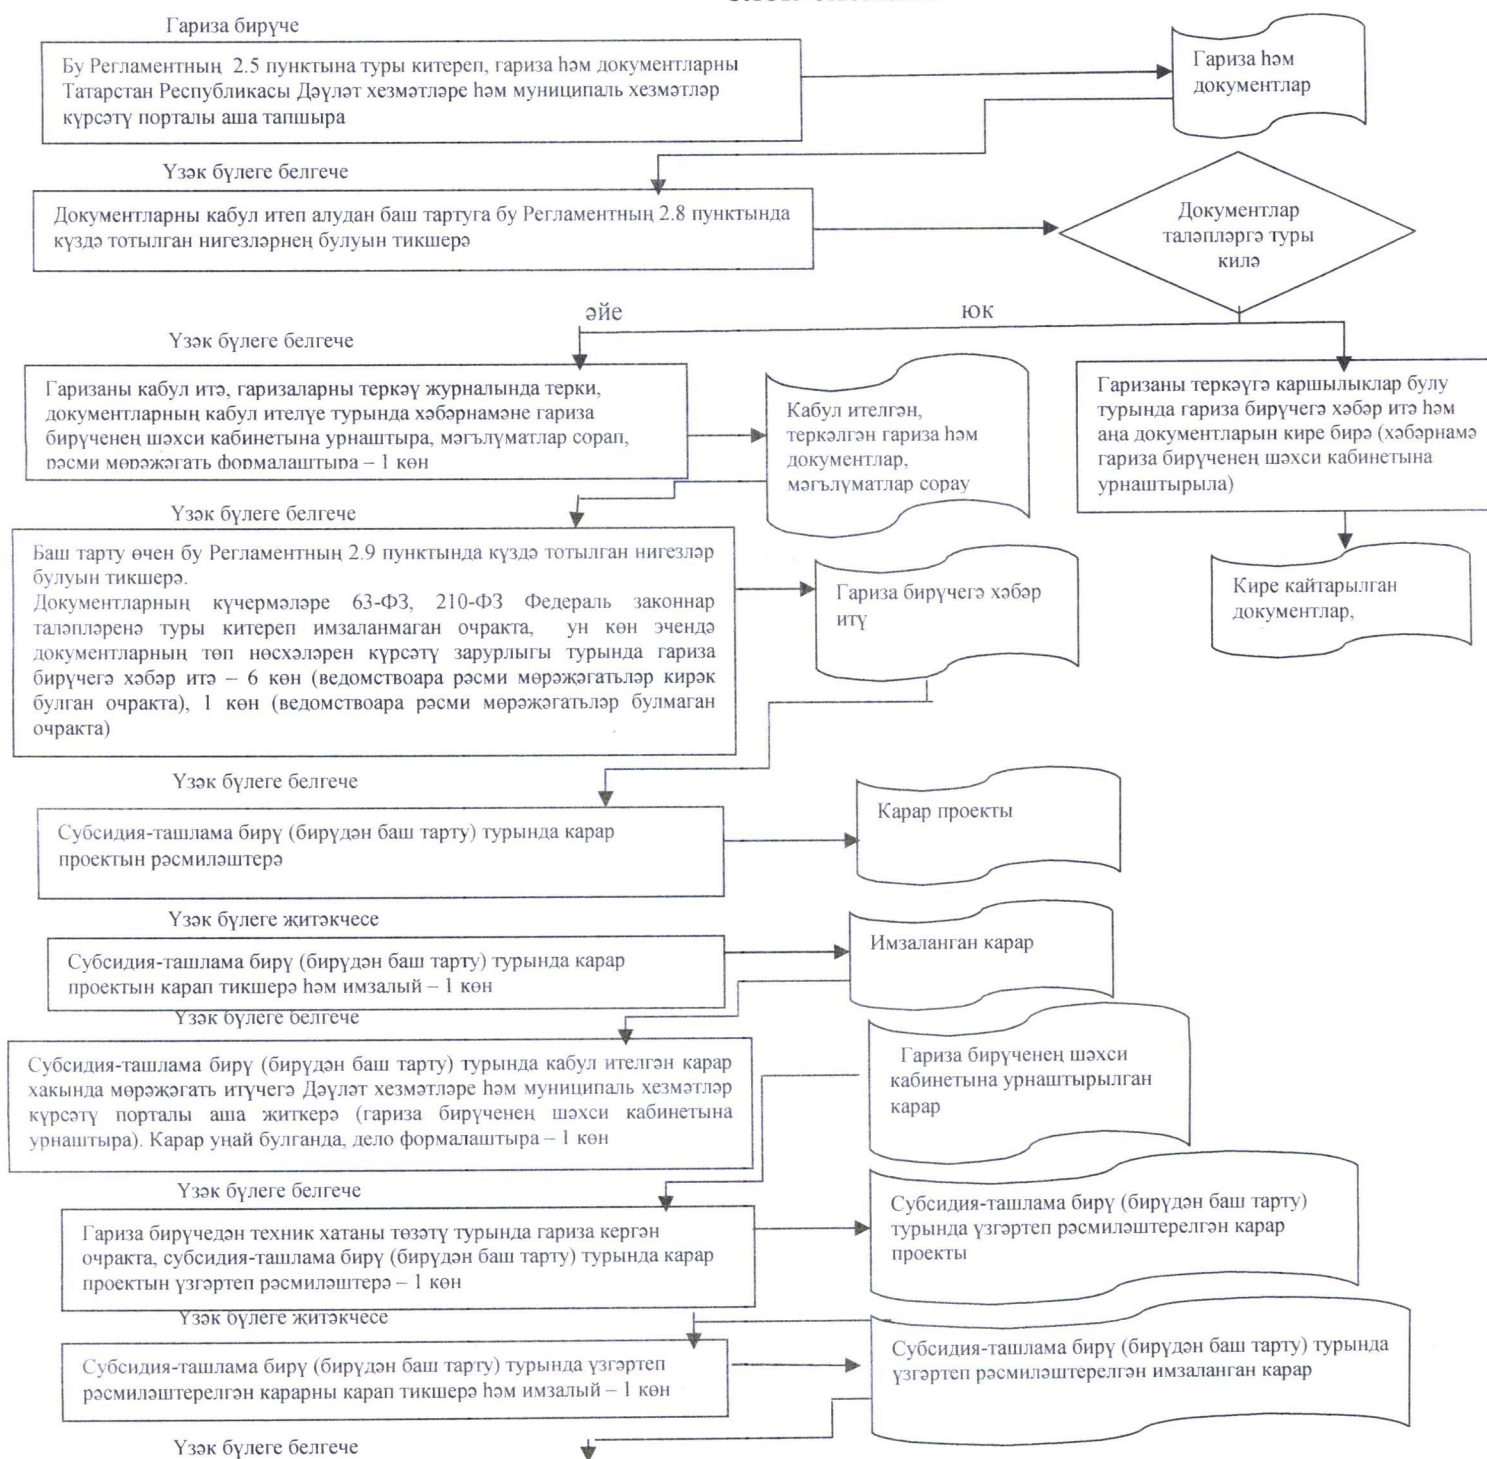 Гариза бирүче
Бу Регламентның 2.5 пунктына туры китереп, гариза һәм документларны
Татарстан Республикасы Дәүләт хезмәтләре һәм муниципаль хезмәтләр
күрсәтү порталы аша тапшыра
Гариза һәм
документлар
Үзәк бүлеге белгече
Документларны кабул итеп алудан баш тартуга бу Регламентның 2.8 пунктында
күздә тотылган нигезләрнең булуын тикшерә
Документлар
таләпләргә туры
килә
әйе
юк
Үзәк бүлеге белгече
Гаризаны кабул итә, гаризаларны теркәү журналында терки,
документларның кабул ителүе турында хәбәрнамәне гариза
бирүченең шәхси кабинетына урнаштыра, мәгълүматлар сорап,
рәсми мөрәҗәгать формалаштыра – 1 көн
Кабул ителгән,
теркәлгән гариза һәм
документлар,
мәгълүматлар сорау
Гаризаны теркәүгә каршылыклар булу
турында гариза бирүчегә хәбәр итә һәм
аңа документларын кире бирә (хәбәрнамә
гариза бирүченең шәхси кабинетына
урнаштырыла)
Үзәк бүлеге белгече
Баш тарту өчен бу Регламентның 2.9 пунктында күздә тотылган нигезләр
булуын тикшерә.
Документларның күчермәләре 63-ФЗ, 210-ФЗ Федераль законнар
таләпләренә туры китереп имзаланмаган очракта, ун көн эчендә
документларның төп нөсхәләрен күрсәтү зарурлыгы турында гариза
бирүчегә хәбәр итә – 6 көн (ведомствоара рәсми мөрәҗәгатьләр кирәк
булган очракта), 1 көн (ведомствоара рәсми мөрәҗәгатьләр булмаган
очракта)
Гариза бирүчегә хәбәр
итү
Кире кайтарылган
документлар,
Үзәк бүлеге белгече
Субсидия-ташлама бирү (бирүдән баш тарту) турында карар
проектын рәсмиләштерә
Карар проекты
Үзәк бүлеге җитәкчесе
Субсидия-ташлама бирү (бирүдән баш тарту) турында карар
проектын карап тикшерә һәм имзалый – 1 көн
Имзаланган карар
Үзәк бүлеге белгече
Субсидия-ташлама бирү (бирүдән баш тарту) турында кабул ителгән карар
хакында мөрәҗәгать итүчегә Дәүләт хезмәтләре һәм муниципаль хезмәтләр
күрсәтү порталы аша җиткерә (гариза бирүченең шәхси кабинетына
урнаштыра). Карар уңай булганда, дело формалаштыра – 1 көн
Гариза бирүченең шәхси
кабинетына урнаштырылган
карар
Үзәк бүлеге белгече
Гариза бирүчедән техник хатаны төзәтү турында гариза кергән
очракта, субсидия-ташлама бирү (бирүдән баш тарту) турында карар
проектын үзгәртеп рәсмиләштерә – 1 көн
Субсидия-ташлама бирү (бирүдән баш тарту)
турында үзгәртеп рәсмиләштерелгән карар
проекты
Үзәк бүлеге җитәкчесе
Субсидия-ташлама бирү (бирүдән баш тарту) турында үзгәртеп
рәсмиләштерелгән карарны карап тикшерә һәм имзалый – 1 көн
Субсидия-ташлама бирү (бирүдән баш тарту) турында
үзгәртеп рәсмиләштерелгән имзаланган карар
Үзәк бүлеге белгече